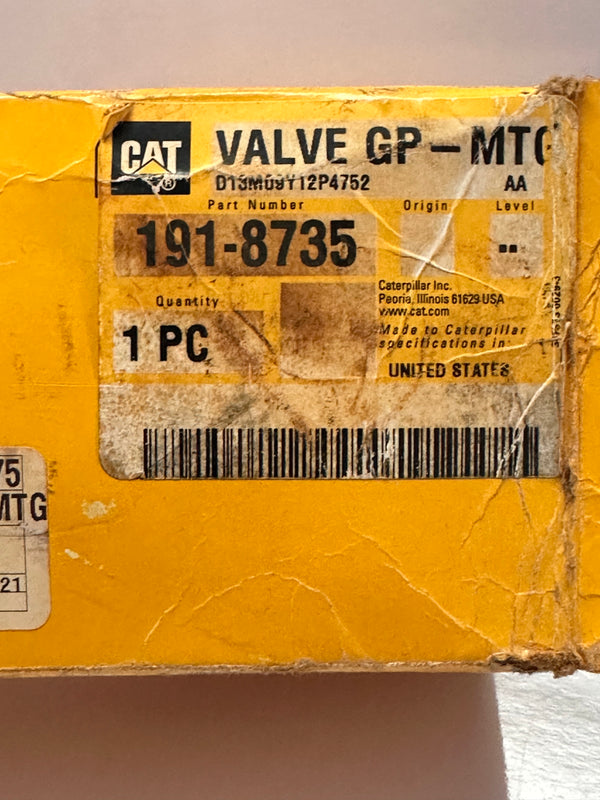 CAT
®
VALVE GP-MTG
D13M09Y12P4752
AA
Part Number
Origin
Level
191-8735
--
Caterpillar Inc.
Peoria, Illinois 61629 USA
www.cat.com
Quantity
Made to Caterpillar
specifications in:
1 PC
UNITED STATES
75
MTG
21